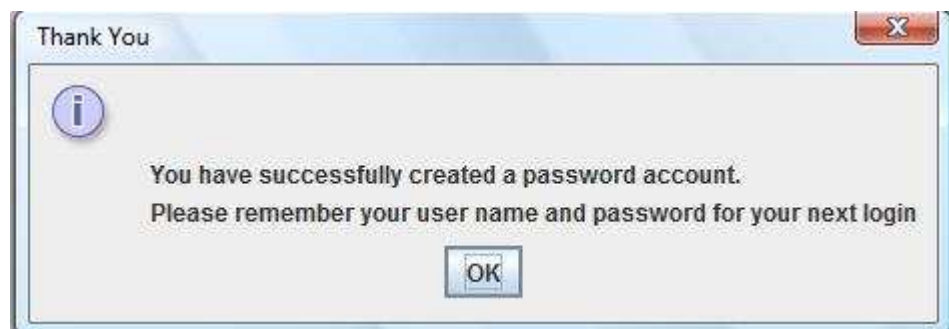 Thank You
You have successfully created a password account.
Please remember your user name and password for your next login
OK